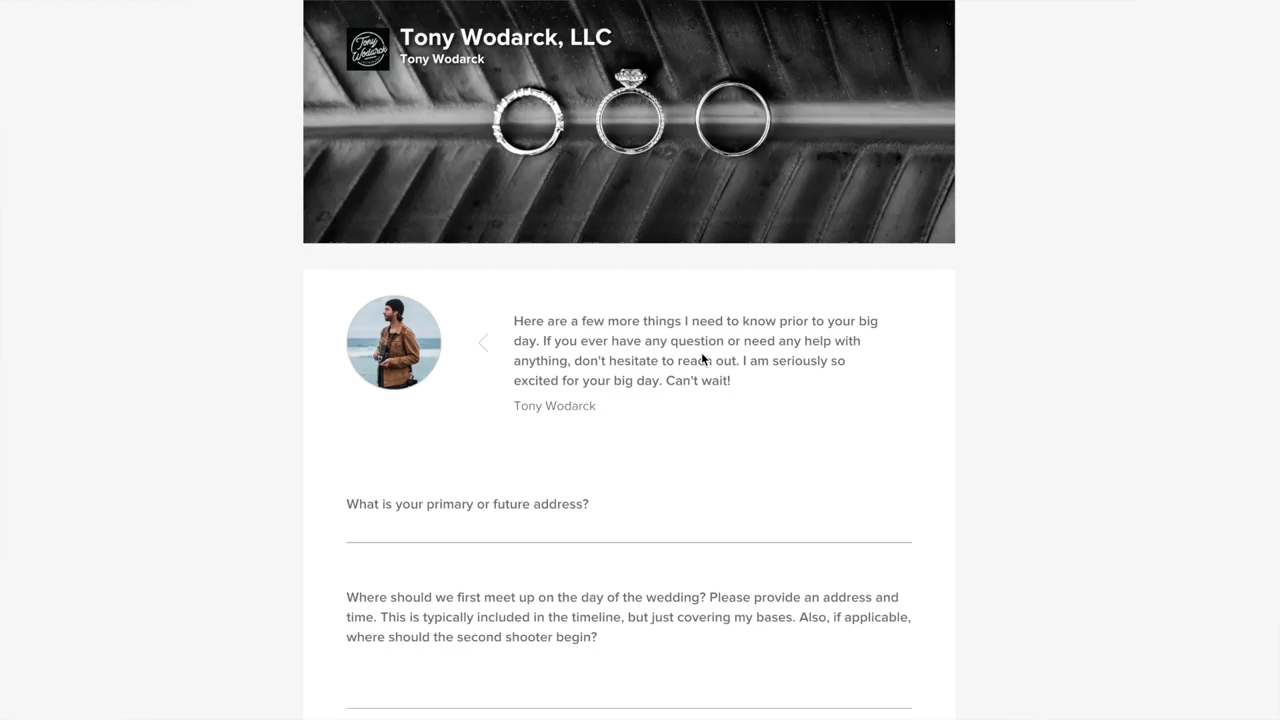 Tony Wodarck
Tony Wodarck, LLC
Tony Wodarck
Here are a few more things I need to know prior to your big
day. If you ever have any question or need any help with
anything, don't hesitate to reach out. I am seriously so
excited for your big day. Can't wait!
Tony Wodarck
What is your primary or future address?
Where should we first meet up on the day of the wedding? Please provide an address and
time. This is typically included in the timeline, but just covering my bases. Also, if applicable,
where should the second shooter begin?